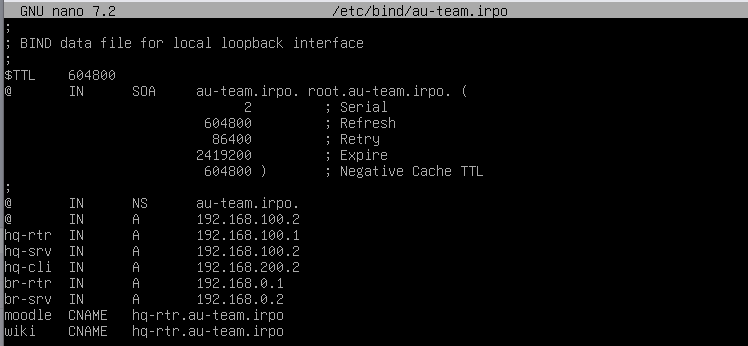 GNU nano 7.2 /etc/bind/au-team.irpo
;
; BIND data file for local loopback interface
;
$TTL 604800
@ IN SOA au-team.irpo. root.au-team.irpo. (
2 ; Serial
604800 ; Refresh
86400 ; Retry
2419200 ; Expire
604800 ) ; Negative Cache TTL
;
@ IN NS au-team.irpo.
@ IN A 192.168.100.2
hq-rtr IN A 192.168.100.1
hq-srv IN A 192.168.100.2
hq-cli IN A 192.168.200.2
br-rtr IN A 192.168.0.1
br-srv IN A 192.168.0.2
moodle CNAME hq-rtr.au-team.irpo
wiki CNAME hq-rtr.au-team.irpo